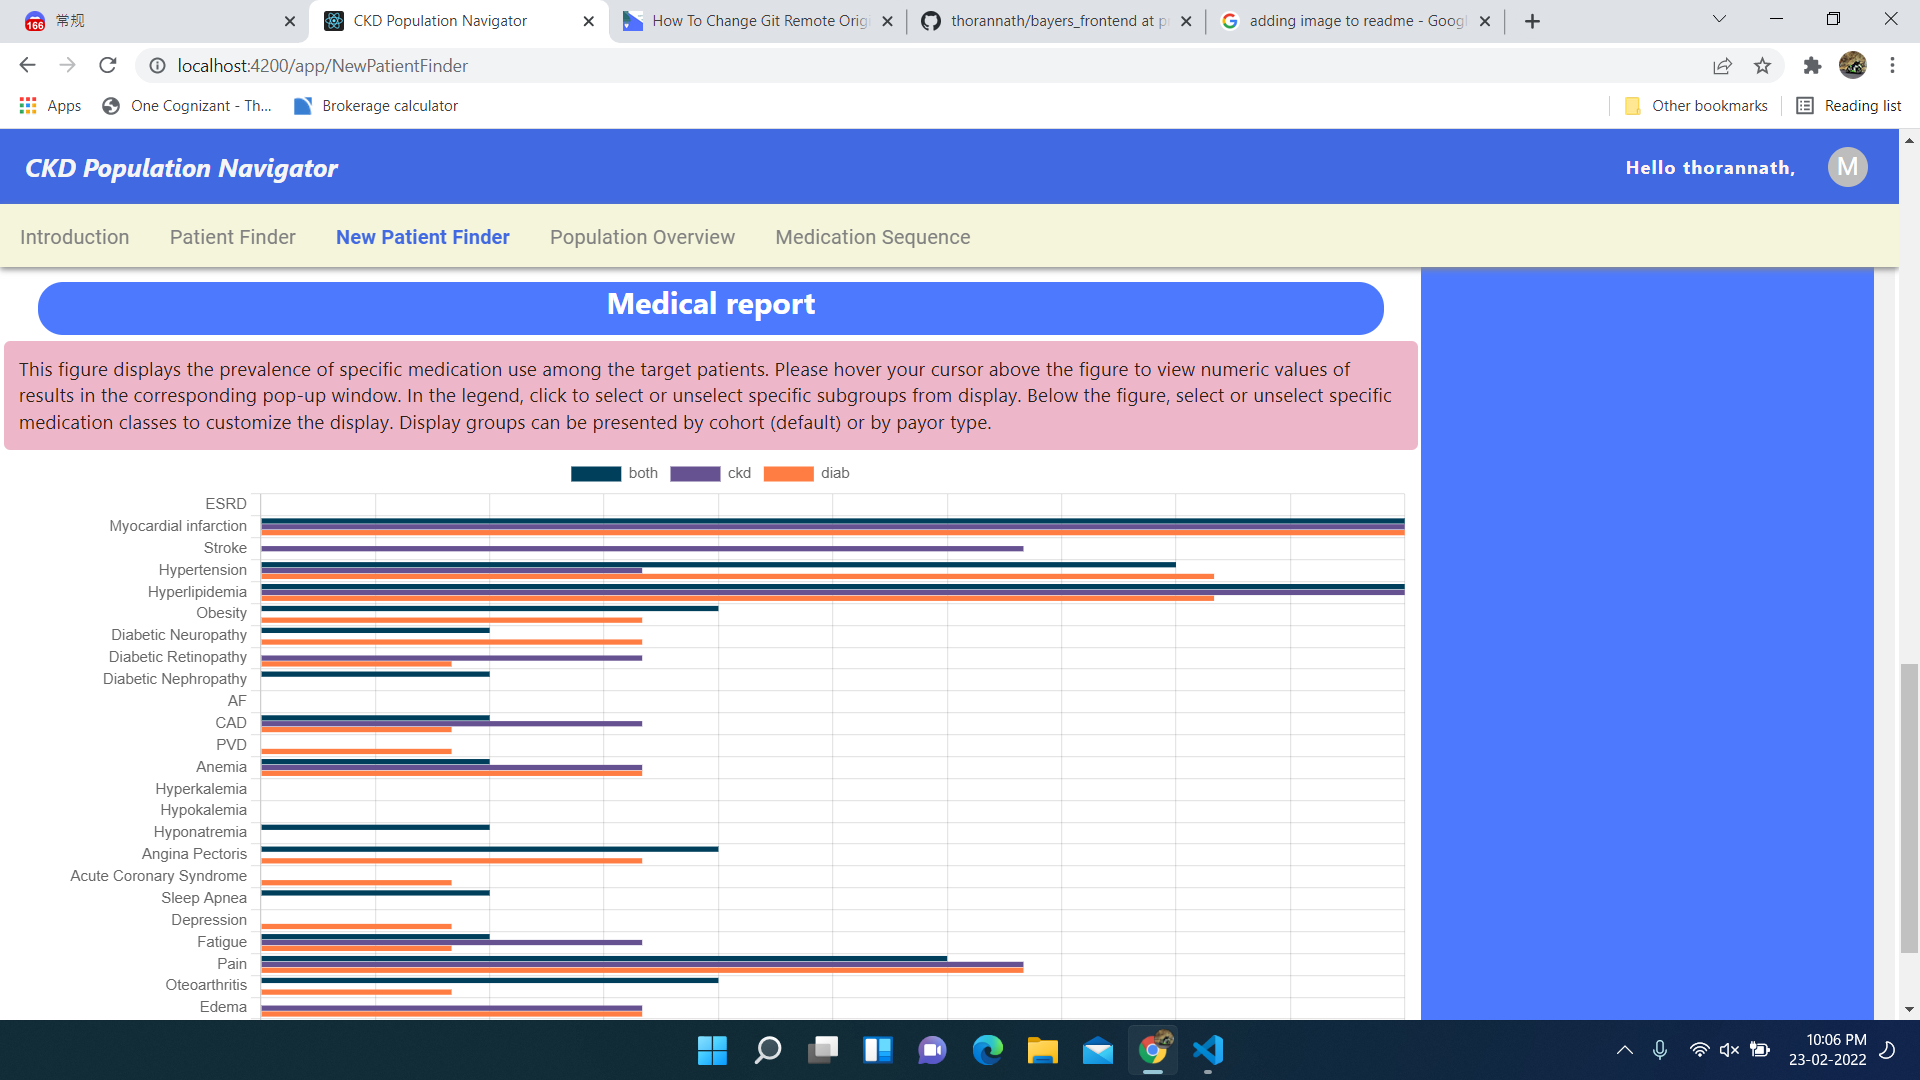 166 常规
CKD Population Navigator
How To Change Git Remote Orig
thorannath/bayers_frontend at p
adding image to readme - Googl
localhost:4200/app/NewPatientFinder
Apps
One Cognizant - Th...
Brokerage calculator
Other bookmarks
Reading list
CKD Population Navigator
Hello thorannath,
M
Introduction
Patient Finder
New Patient Finder
Population Overview
Medication Sequence
Medical report
This figure displays the prevalence of specific medication use among the target patients. Please hover your cursor above the figure to view numeric values of
results in the corresponding pop-up window. In the legend, click to select or unselect specific subgroups from display. Below the figure, select or unselect specific
medication classes to customize the display. Display groups can be presented by cohort (default) or by payor type.
both
ckd
diab
ESRD
Myocardial infarction
Stroke
Hypertension
Hyperlipidemia
Obesity
Diabetic Neuropathy
Diabetic Retinopathy
Diabetic Nephropathy
AF
CAD
PVD
Anemia
Hyperkalemia
Hypokalemia
Hyponatremia
Angina Pectoris
Acute Coronary Syndrome
Sleep Apnea
Depression
Fatigue
Pain
Oteoarthritis
Edema
10:06 PM
23-02-2022